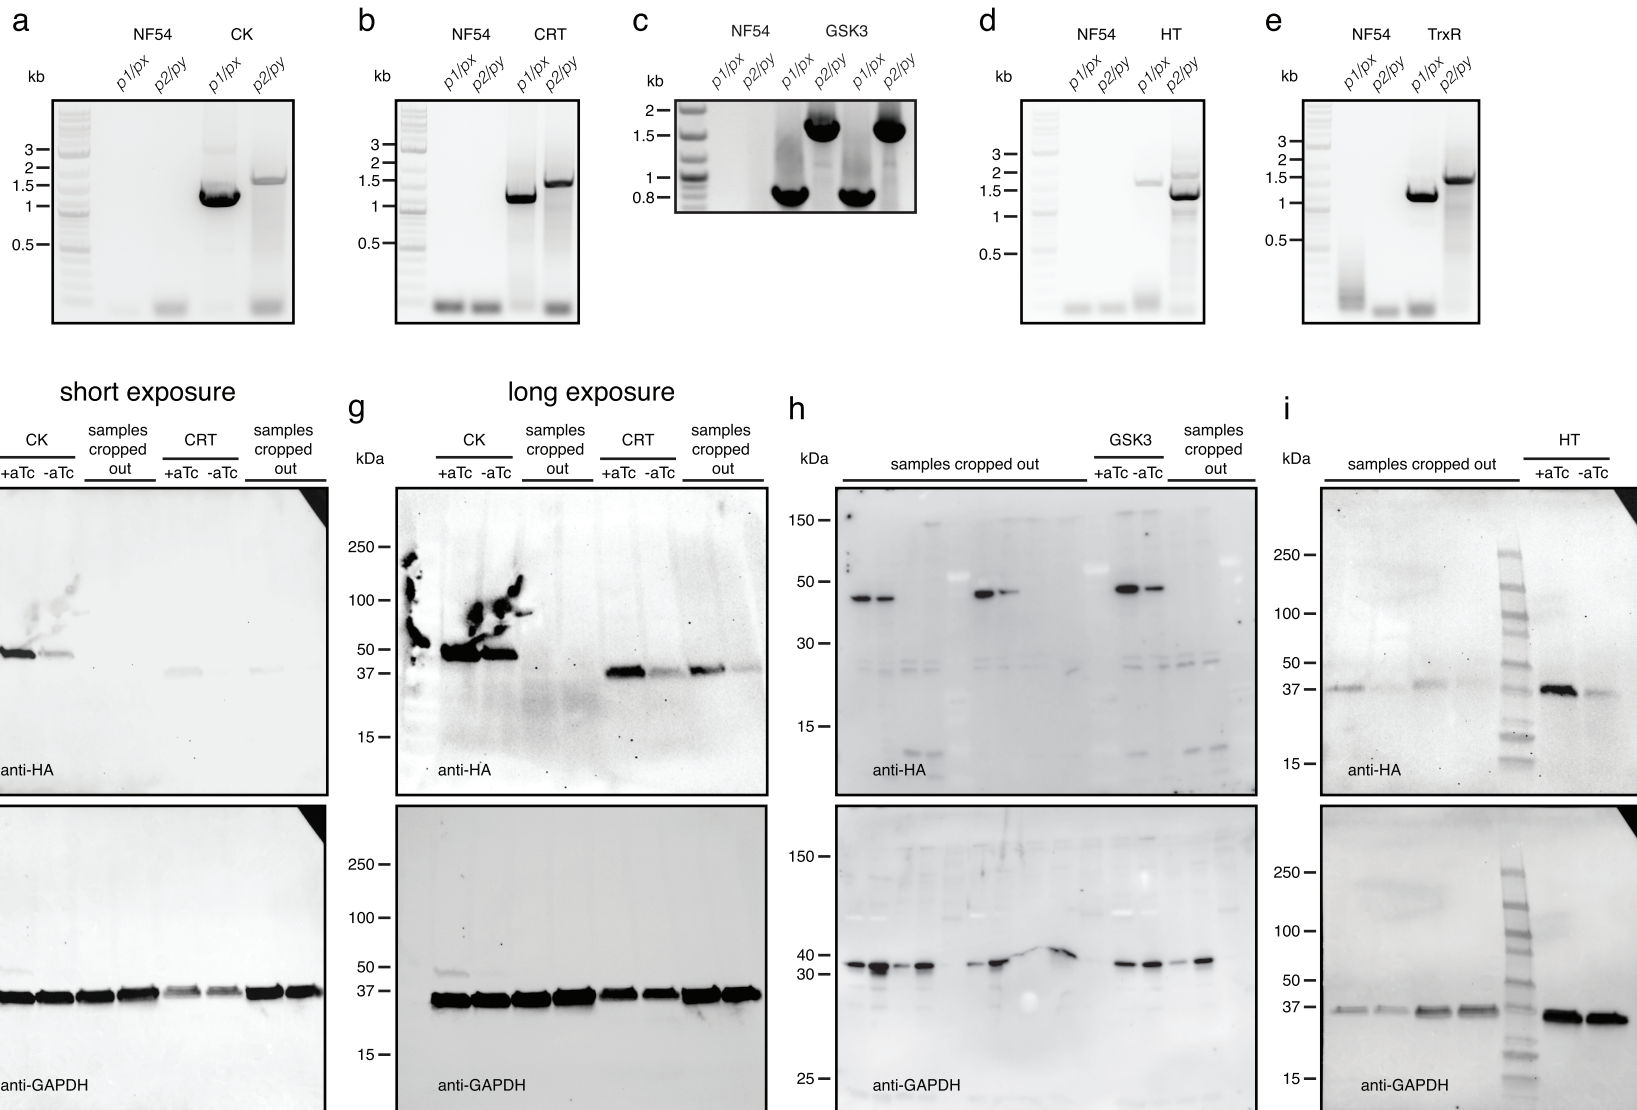 a
NF54 CK
kb p1/px p2/py p1/px p2/py
3
2
1.5
1
0.5
b
NF54 CRT
kb p1/px p2/py p1/px p2/py
3
2
1.5
1
0.5
c
NF54 GSK3
kb p1/px p2/py p1/px p2/py p1/px p2/py
2
1.5
1
0.8
d
NF54 HT
kb p1/px p2/py p1/px p2/py
3
2
1.5
1
0.5
e
NF54 TrxR
kb p1/px p2/py p1/px p2/py
3
2
1.5
1
0.5
short exposure
CK samples cropped out CRT samples cropped out
+aTc -aTc +aTc -aTc
anti-HA
anti-GAPDH
g
long exposure
kDa CK samples cropped out CRT samples cropped out
+aTc -aTc +aTc -aTc
250
100
50
37
15
anti-HA
250
100
50
37
15
anti-GAPDH
h
kDa samples cropped out GSK3 samples cropped out
+aTc -aTc
150
50
30
15
anti-HA
150
40
30
25
anti-GAPDH
i
kDa samples cropped out HT
+aTc -aTc
250
100
50
37
15
anti-HA
250
100
50
37
15
anti-GAPDH